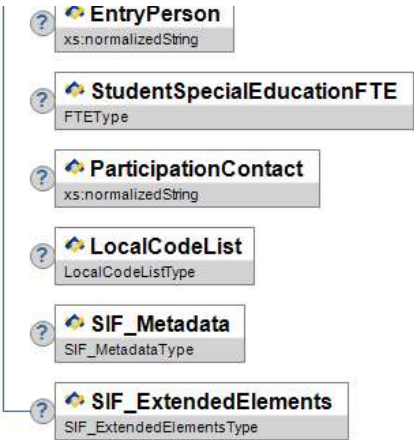 EntryPerson
xs:normalizedString
?
StudentSpecialEducationFTE
FTEType
?
ParticipationContact
xs:normalizedString
?
LocalCodeList
LocalCodeListType
?
SIF_Metadata
SIF_MetadataType
?
SIF_ExtendedElements
SIF_ExtendedElementsType
?